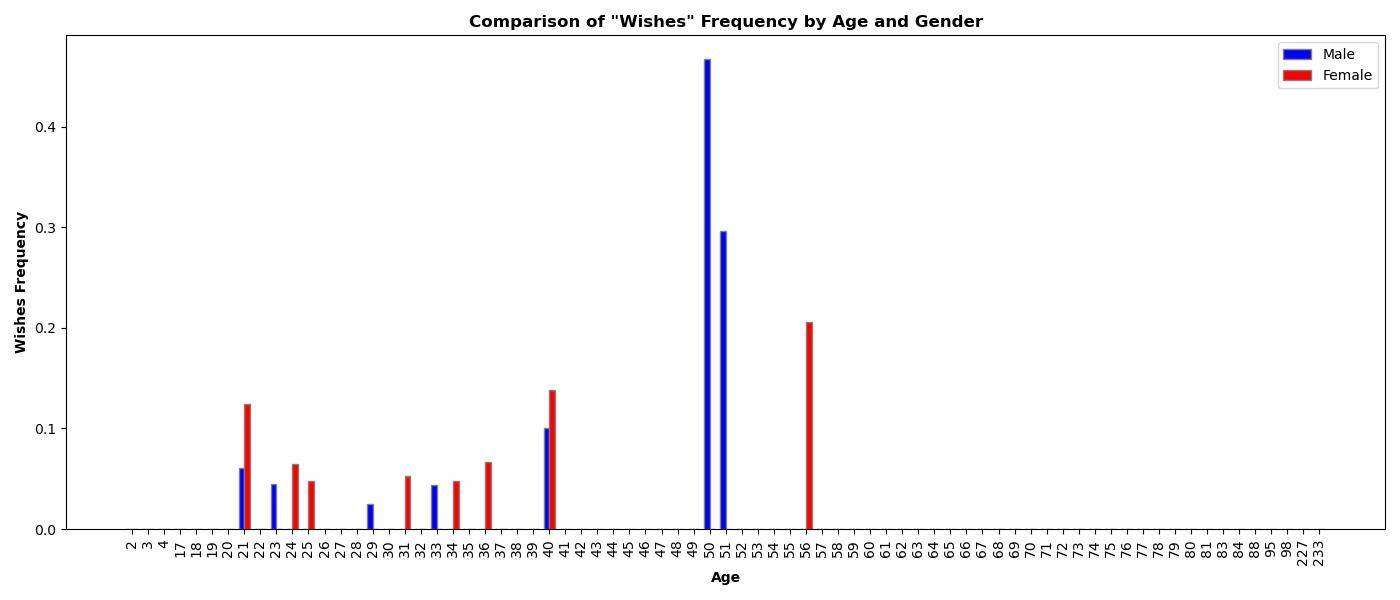 Comparison of "Wishes" Frequency by Age and Gender
Male
Female
Wishes Frequency
0.4
0.3
0.2
0.1
0.0
2 3 4 17 18 19 20 21 22 23 24 25 26 27 28 29 30 31 32 33 34 35 36 37 38 39 40 41 42 43 44 45 46 47 48 49 50 51 52 53 54 55 56 57 58 59 60 61 62 63 64 65 66 67 68 69 70 71 72 73 74 75 76 77 78 79 80 81 83 84 88 95 98 227 233
Age